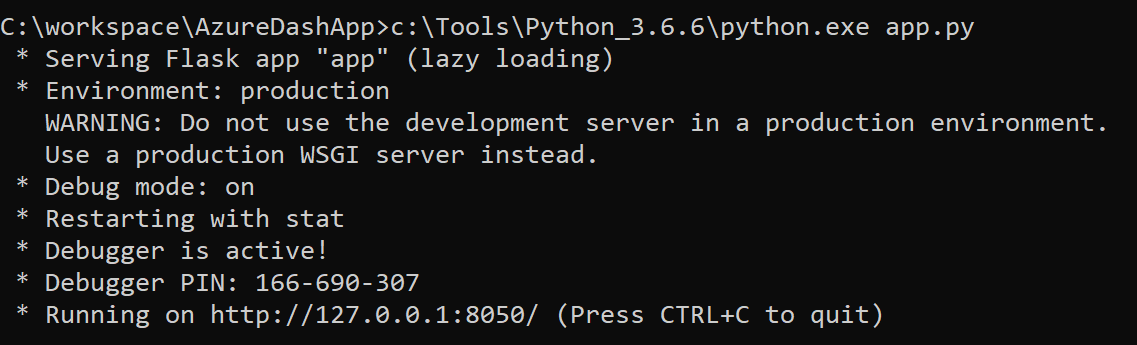 C:\workspace\AzureDashApp>c:\Tools\Python_3.6.6\python.exe app.py
 * Serving Flask app "app" (lazy loading)
 * Environment: production
   WARNING: Do not use the development server in a production environment.
   Use a production WSGI server instead.
 * Debug mode: on
 * Restarting with stat
 * Debugger is active!
 * Debugger PIN: 166-690-307
 * Running on http://127.0.0.1:8050/ (Press CTRL+C to quit)